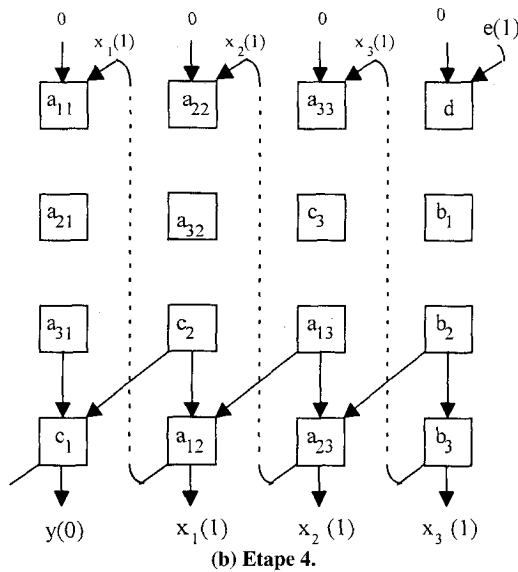 0 0 0 0
x₁(1) x₂(1) x₃(1) e(1)
a₁₁ a₂₂ a₃₃ d
a₂₁ a₃₂ c₃ b₁
a₃₁ c₂ a₁₃ b₂
c₁ a₁₂ a₂₃ b₃
y(0) x₁(1) x₂(1) x₃(1)
(b) Etape 4.